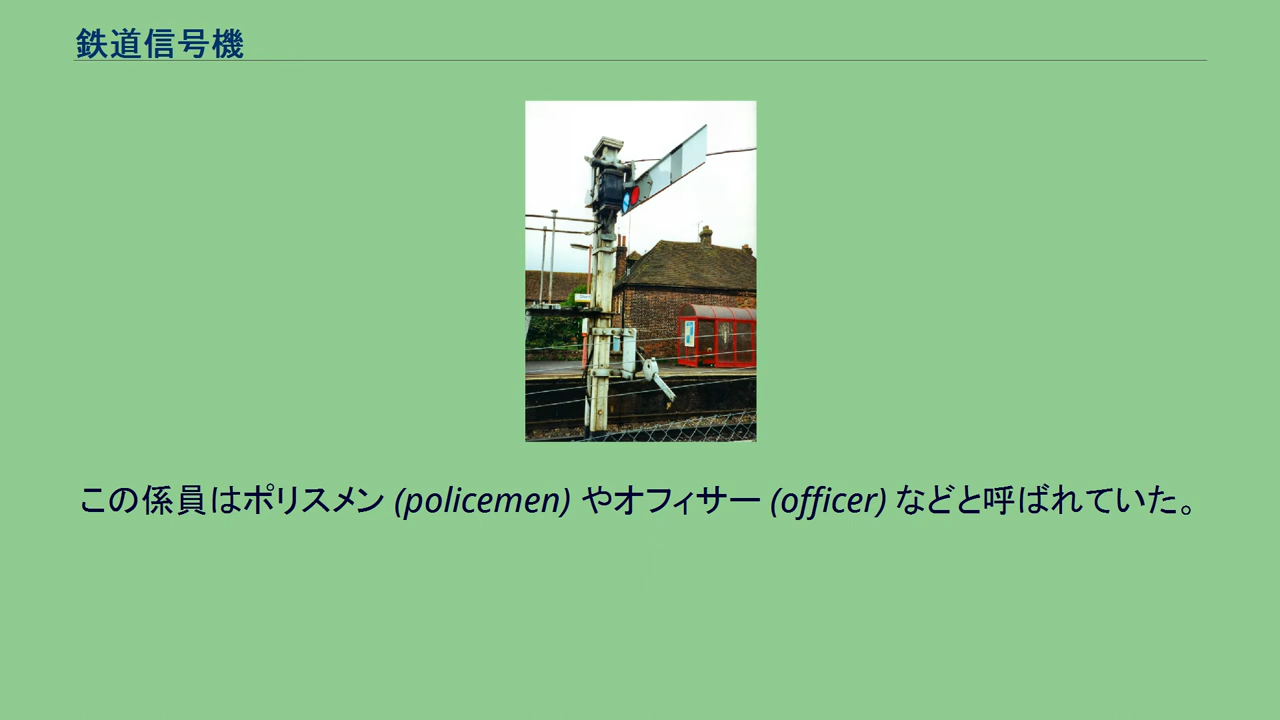 鉄道信号機
この係員はポリスメン (policemen) やオフィサー (officer) などと呼ばれていた。